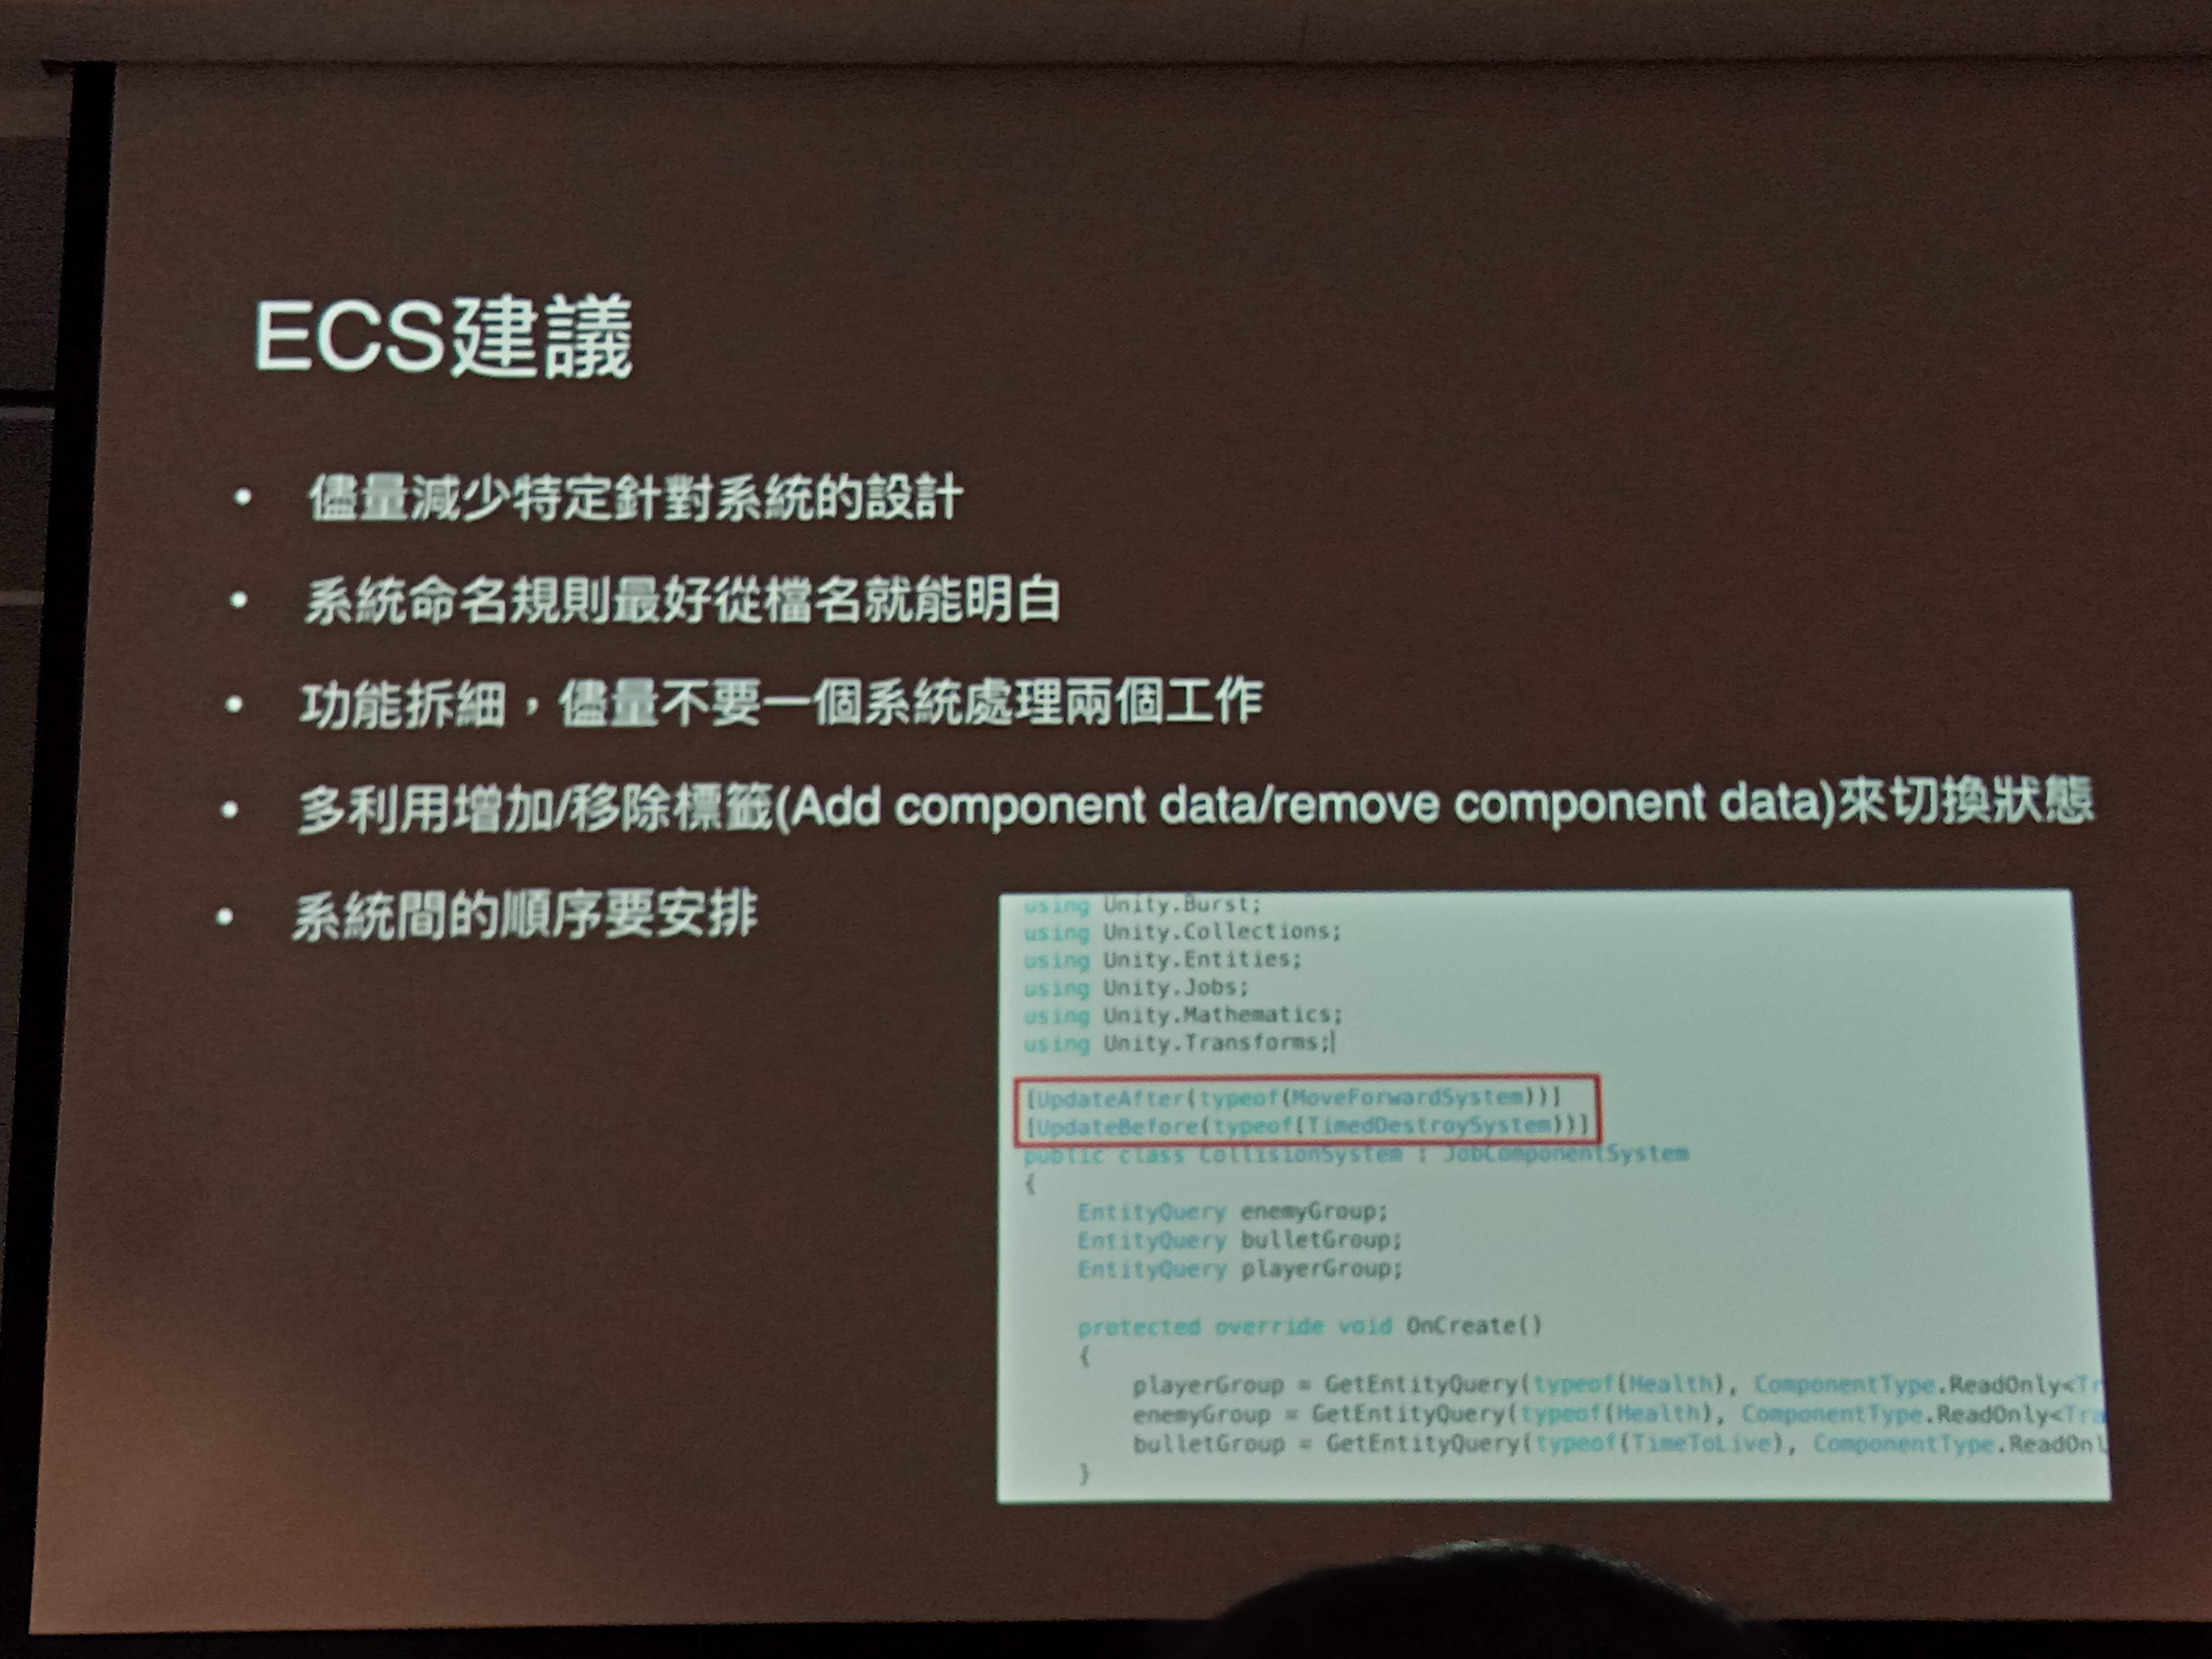 ECS建議
• 儘量減少特定針對系統的設計
• 系統命名規則最好從檔名就能明白
• 功能拆細，儘量不要一個系統處理兩個工作
• 多利用增加/移除標籤(Add component data/remove component data)來切換狀態
• 系統間的順序要安排
using Unity.Burst;
using Unity.Collections;
using Unity.Entities;
using Unity.Jobs;
using Unity.Mathematics;
using Unity.Transforms;
[UpdateAfter(typeof(MoveForwardSystem))]
[UpdateBefore(typeof(TimedDestroySystem))]
public class CollisionSystem : JobComponentSystem
{
EntityQuery enemyGroup;
EntityQuery bulletGroup;
EntityQuery playerGroup;
protected override void OnCreate()
{
playerGroup = GetEntityQuery(typeof(Health), ComponentType.ReadOnly<Tr
enemyGroup = GetEntityQuery(typeof(Health), ComponentType.ReadOnly<Tra
bulletGroup = GetEntityQuery(typeof(TimeToLive), ComponentType.ReadOnl
}